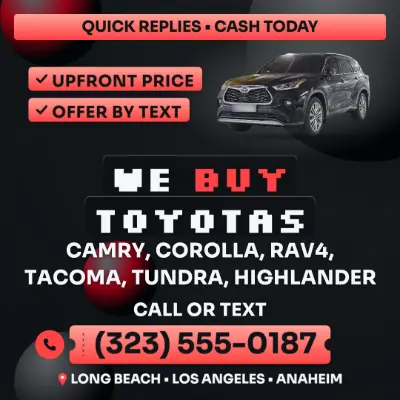 QUICK REPLIES • CASH TODAY
✓ UPFRONT PRICE
✓ OFFER BY TEXT
WE BUY
TOYOTAS
CAMRY, COROLLA, RAV4,
TACOMA, TUNDRA, HIGHLANDER
CALL OR TEXT
(323) 555-0187
LONG BEACH • LOS ANGELES • ANAHEIM